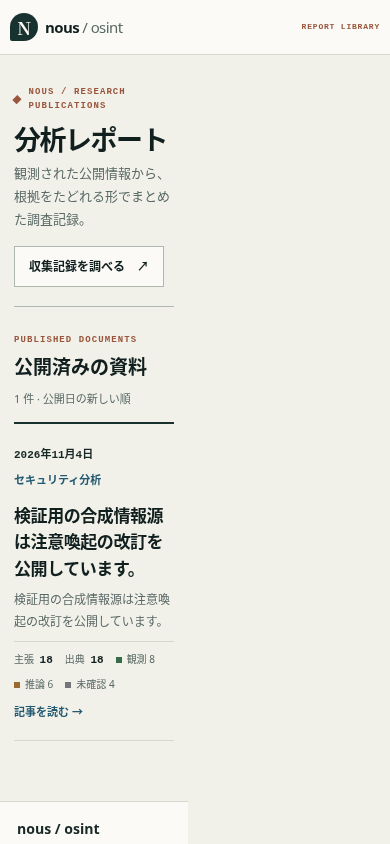 N nous / osint
REPORT LIBRARY
NOUS / RESEARCH
PUBLICATIONS
分析レポート
観測された公開情報から、
根拠をたどれる形でまとめ
た調査記録。
収集記録を調べる ↗
PUBLISHED DOCUMENTS
公開済みの資料
1 件 · 公開日の新しい順
2026年11月4日
セキュリティ分析
検証用の合成情報源
は注意喚起の改訂を
公開しています。
検証用の合成情報源は注意喚
起の改訂を公開しています。
主張 18 出典 18 観測 8
推論 6 未確認 4
記事を読む →
nous / osint